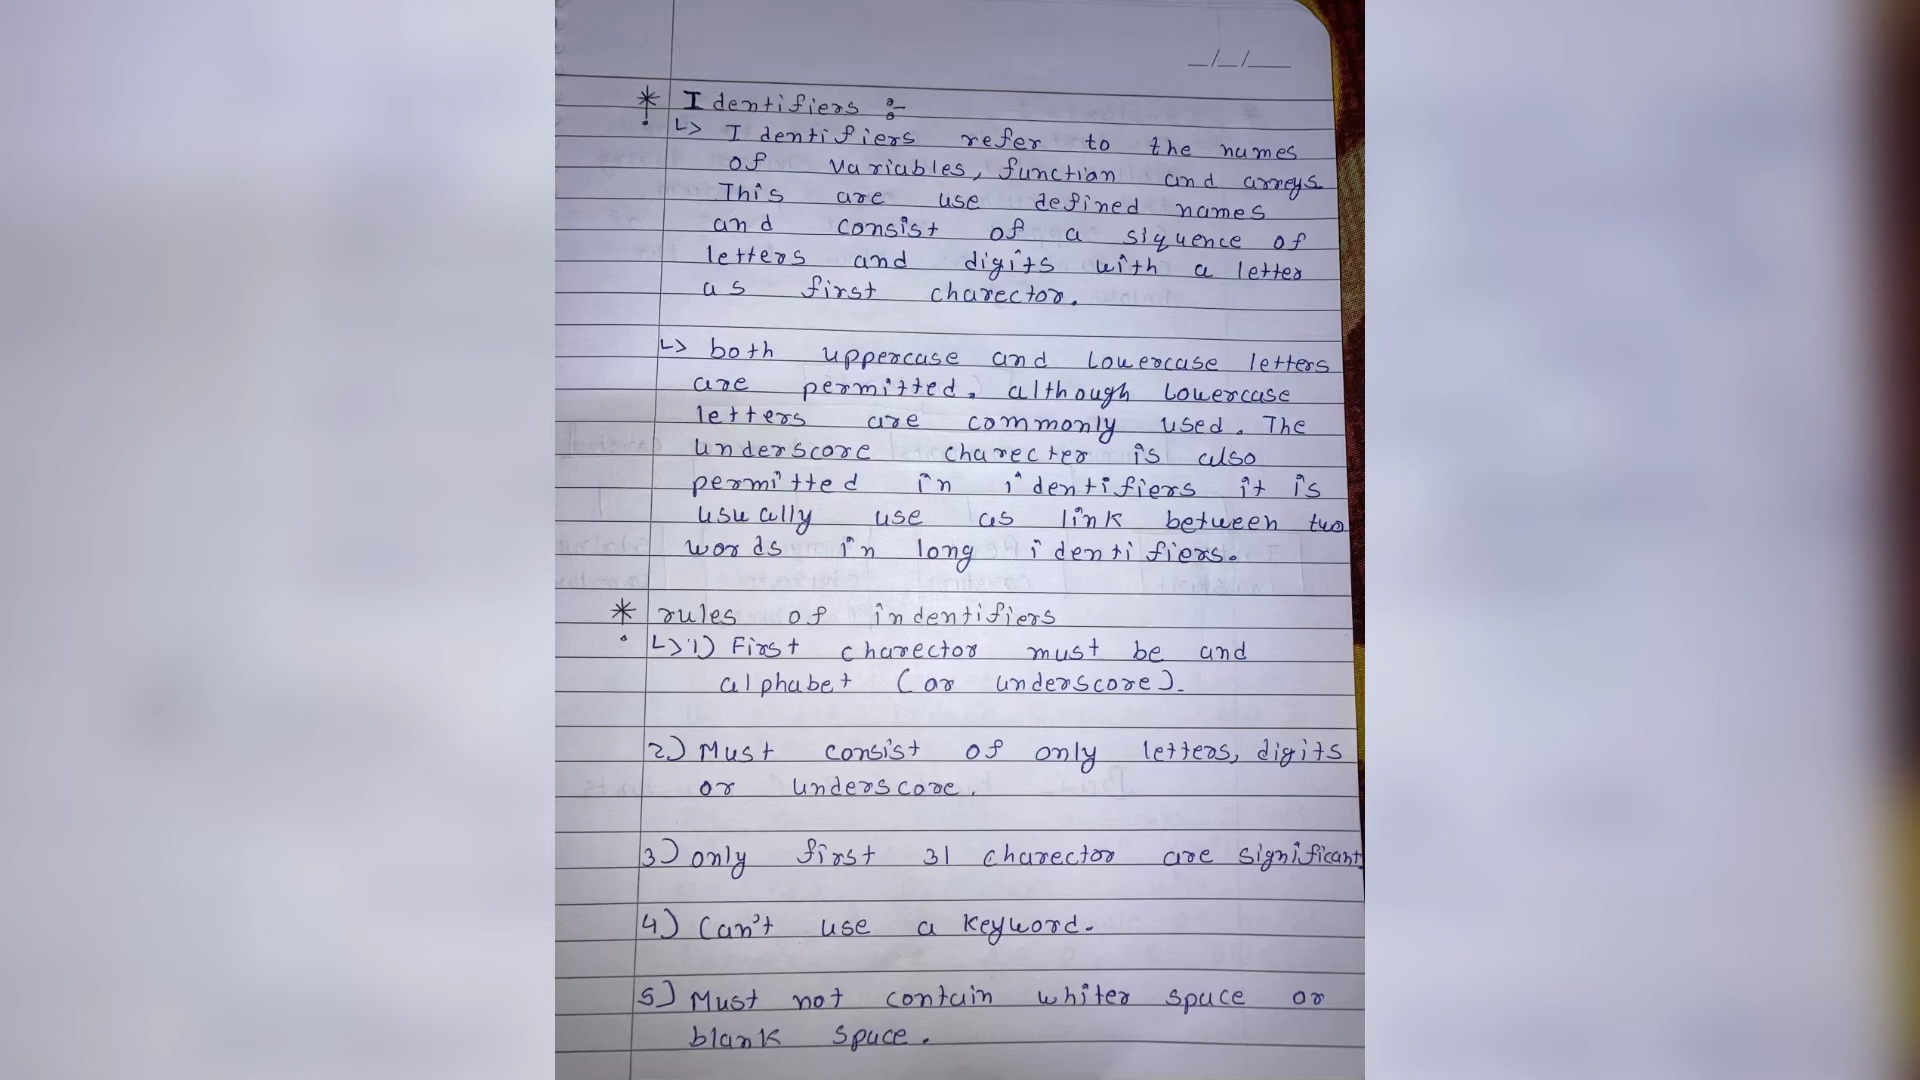 _/_/__
* Identifiers :-
↳ Identifiers refer to the names
of variables, function and arreys.
This are use defined names
and consist of a siquence of
letters and digits with a letter
as first charector.
↳ both uppercase and lowercase letters
are permitted, although lowercase
letters are commonly used. The
underscore charecter is also
permitted in identifiers it is
usually use as link between two
words in long identifiers.
* rules of indentifiers
↳ 1) First charector must be and
alphabet (or underscore).
2) Must consist of only letters, digits
or underscore.
3) only first 31 charector are significant.
4) Can't use a keyword.
5) Must not contain whiter space or
blank space.